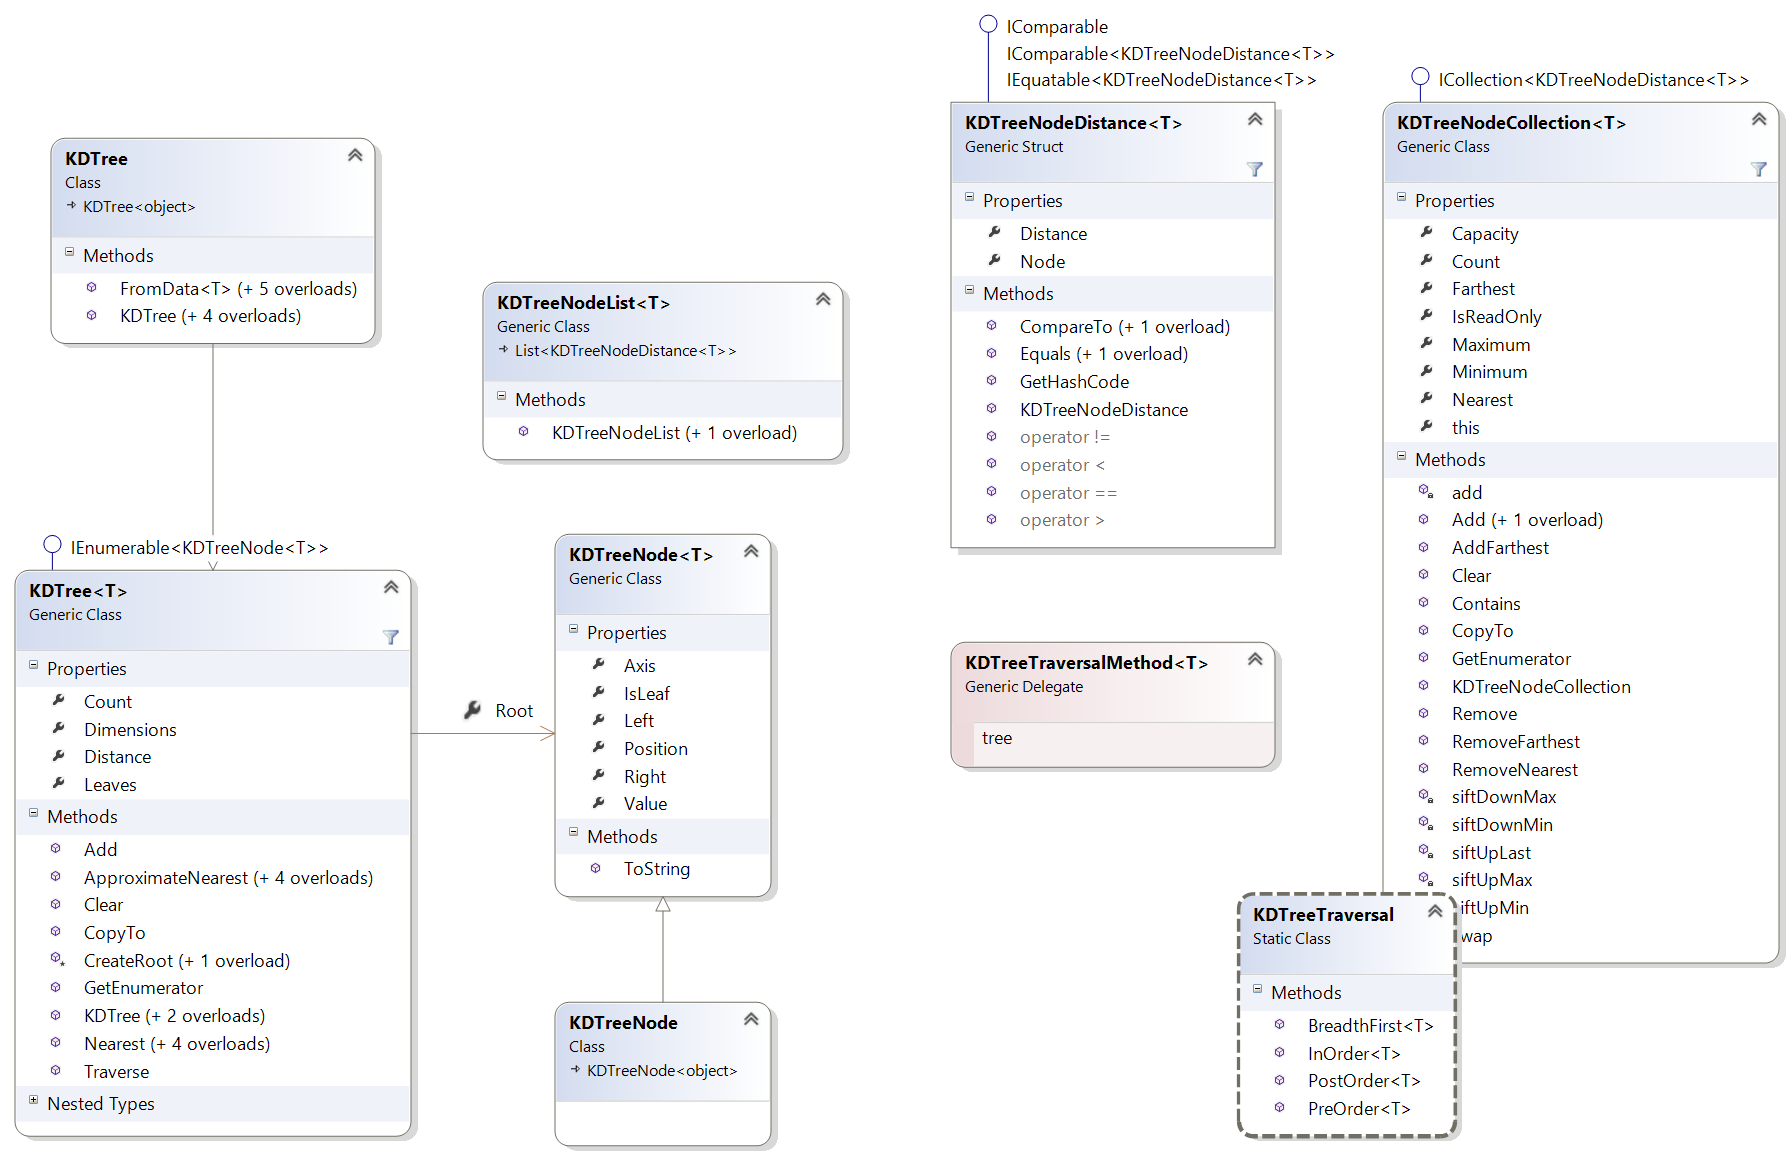 KDTree
Class
KDTree<object>
Methods
FromData<T> (+ 5 overloads)
KDTree (+ 4 overloads)
IEnumerable<KDTreeNode<T>>
KDTree<T>
Generic Class
Properties
Count
Dimensions
Distance
Leaves
Methods
Add
ApproximateNearest (+ 4 overloads)
Clear
CopyTo
CreateRoot (+ 1 overload)
GetEnumerator
KDTree (+ 2 overloads)
Nearest (+ 4 overloads)
Traverse
Nested Types
Root
KDTreeNodeList<T>
Generic Class
List<KDTreeNodeDistance<T>>
Methods
KDTreeNodeList (+ 1 overload)
KDTreeNode<T>
Generic Class
Properties
Axis
IsLeaf
Left
Position
Right
Value
Methods
ToString
KDTreeNode
Class
KDTreeNode<object>
IComparable
IComparable<KDTreeNodeDistance<T>>
IEquatable<KDTreeNodeDistance<T>>
KDTreeNodeDistance<T>
Generic Struct
Properties
Distance
Node
Methods
CompareTo (+ 1 overload)
Equals (+ 1 overload)
GetHashCode
KDTreeNodeDistance
operator !=
operator <
operator ==
operator >
KDTreeTraversalMethod<T>
Generic Delegate
tree
ICollection<KDTreeNodeDistance<T>>
KDTreeNodeCollection<T>
Generic Class
Properties
Capacity
Count
Farthest
IsReadOnly
Maximum
Minimum
Nearest
this
Methods
add
Add (+ 1 overload)
AddFarthest
Clear
Contains
CopyTo
GetEnumerator
KDTreeNodeCollection
Remove
RemoveFarthest
RemoveNearest
siftDownMax
siftDownMin
siftUpLast
siftUpMax
iftUpMin
wap
KDTreeTraversal
Static Class
Methods
BreadthFirst<T>
InOrder<T>
PostOrder<T>
PreOrder<T>